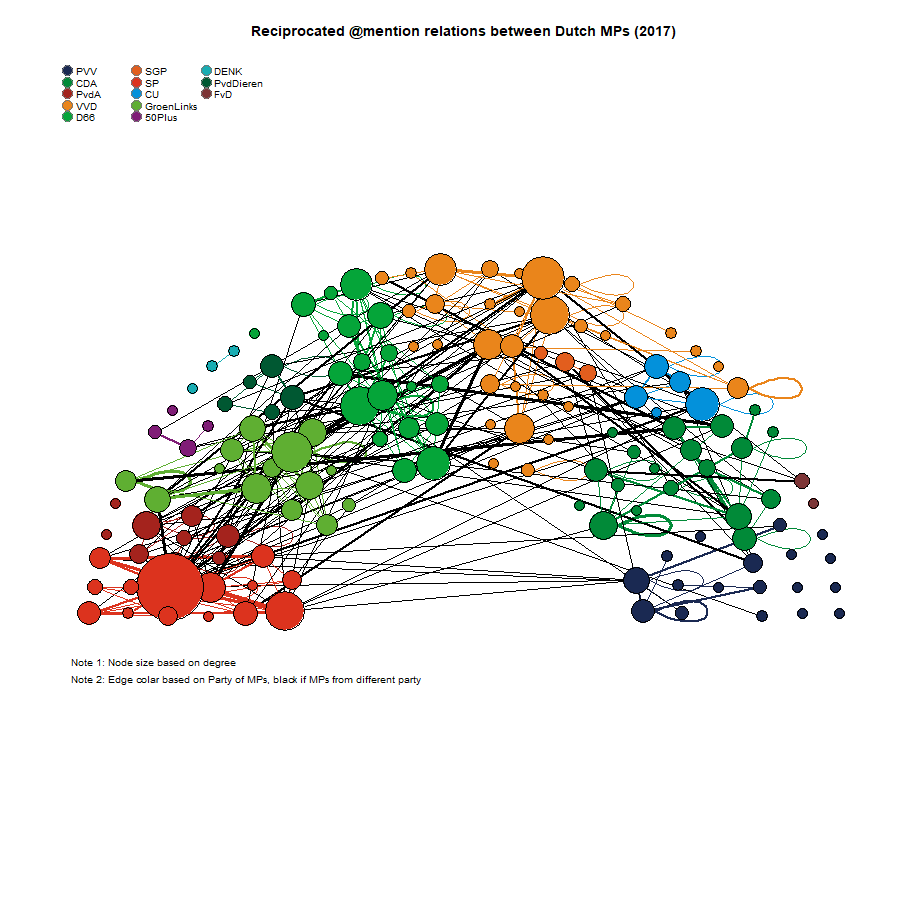 Reciprocated @mention relations between Dutch MPs (2017)
PVV
CDA
PvdA
VVD
D66
SGP
SP
CU
GroenLinks
50Plus
DENK
PvdDieren
FvD
Note 1: Node size based on degree
Note 2: Edge colar based on Party of MPs, black if MPs from different party